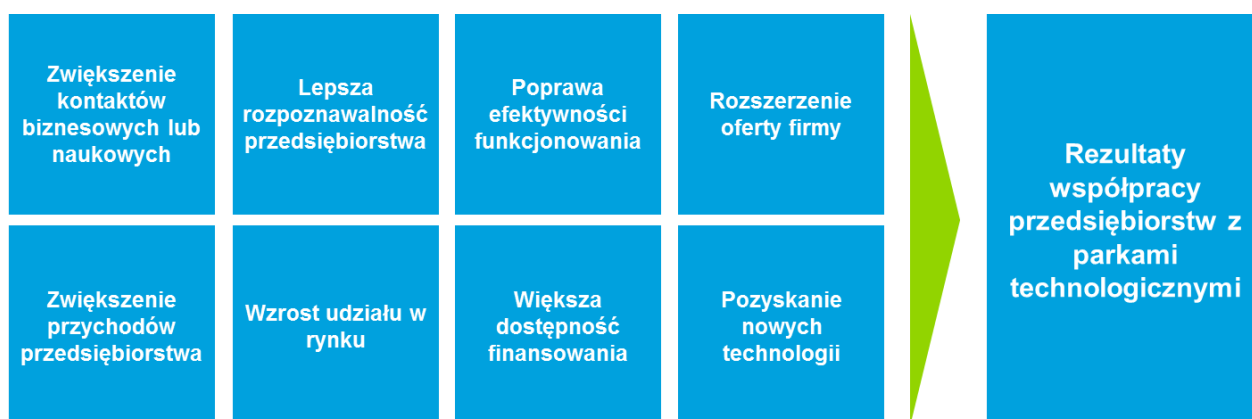 Zwiększenie
kontaktów
biznesowych lub
naukowych
Lepsza
rozpoznawalność
przedsiębiorstwa
Poprawa
efektywności
funkcjonowania
Rozszerzenie
oferty firmy
Zwiększenie
przychodów
przedsiębiorstwa
Wzrost udziału w
rynku
Większa
dostępność
finansowania
Pozyskanie
nowych
technologii
Rezultaty
współpracy
przedsiębiorstw z
parkami
technologicznymi